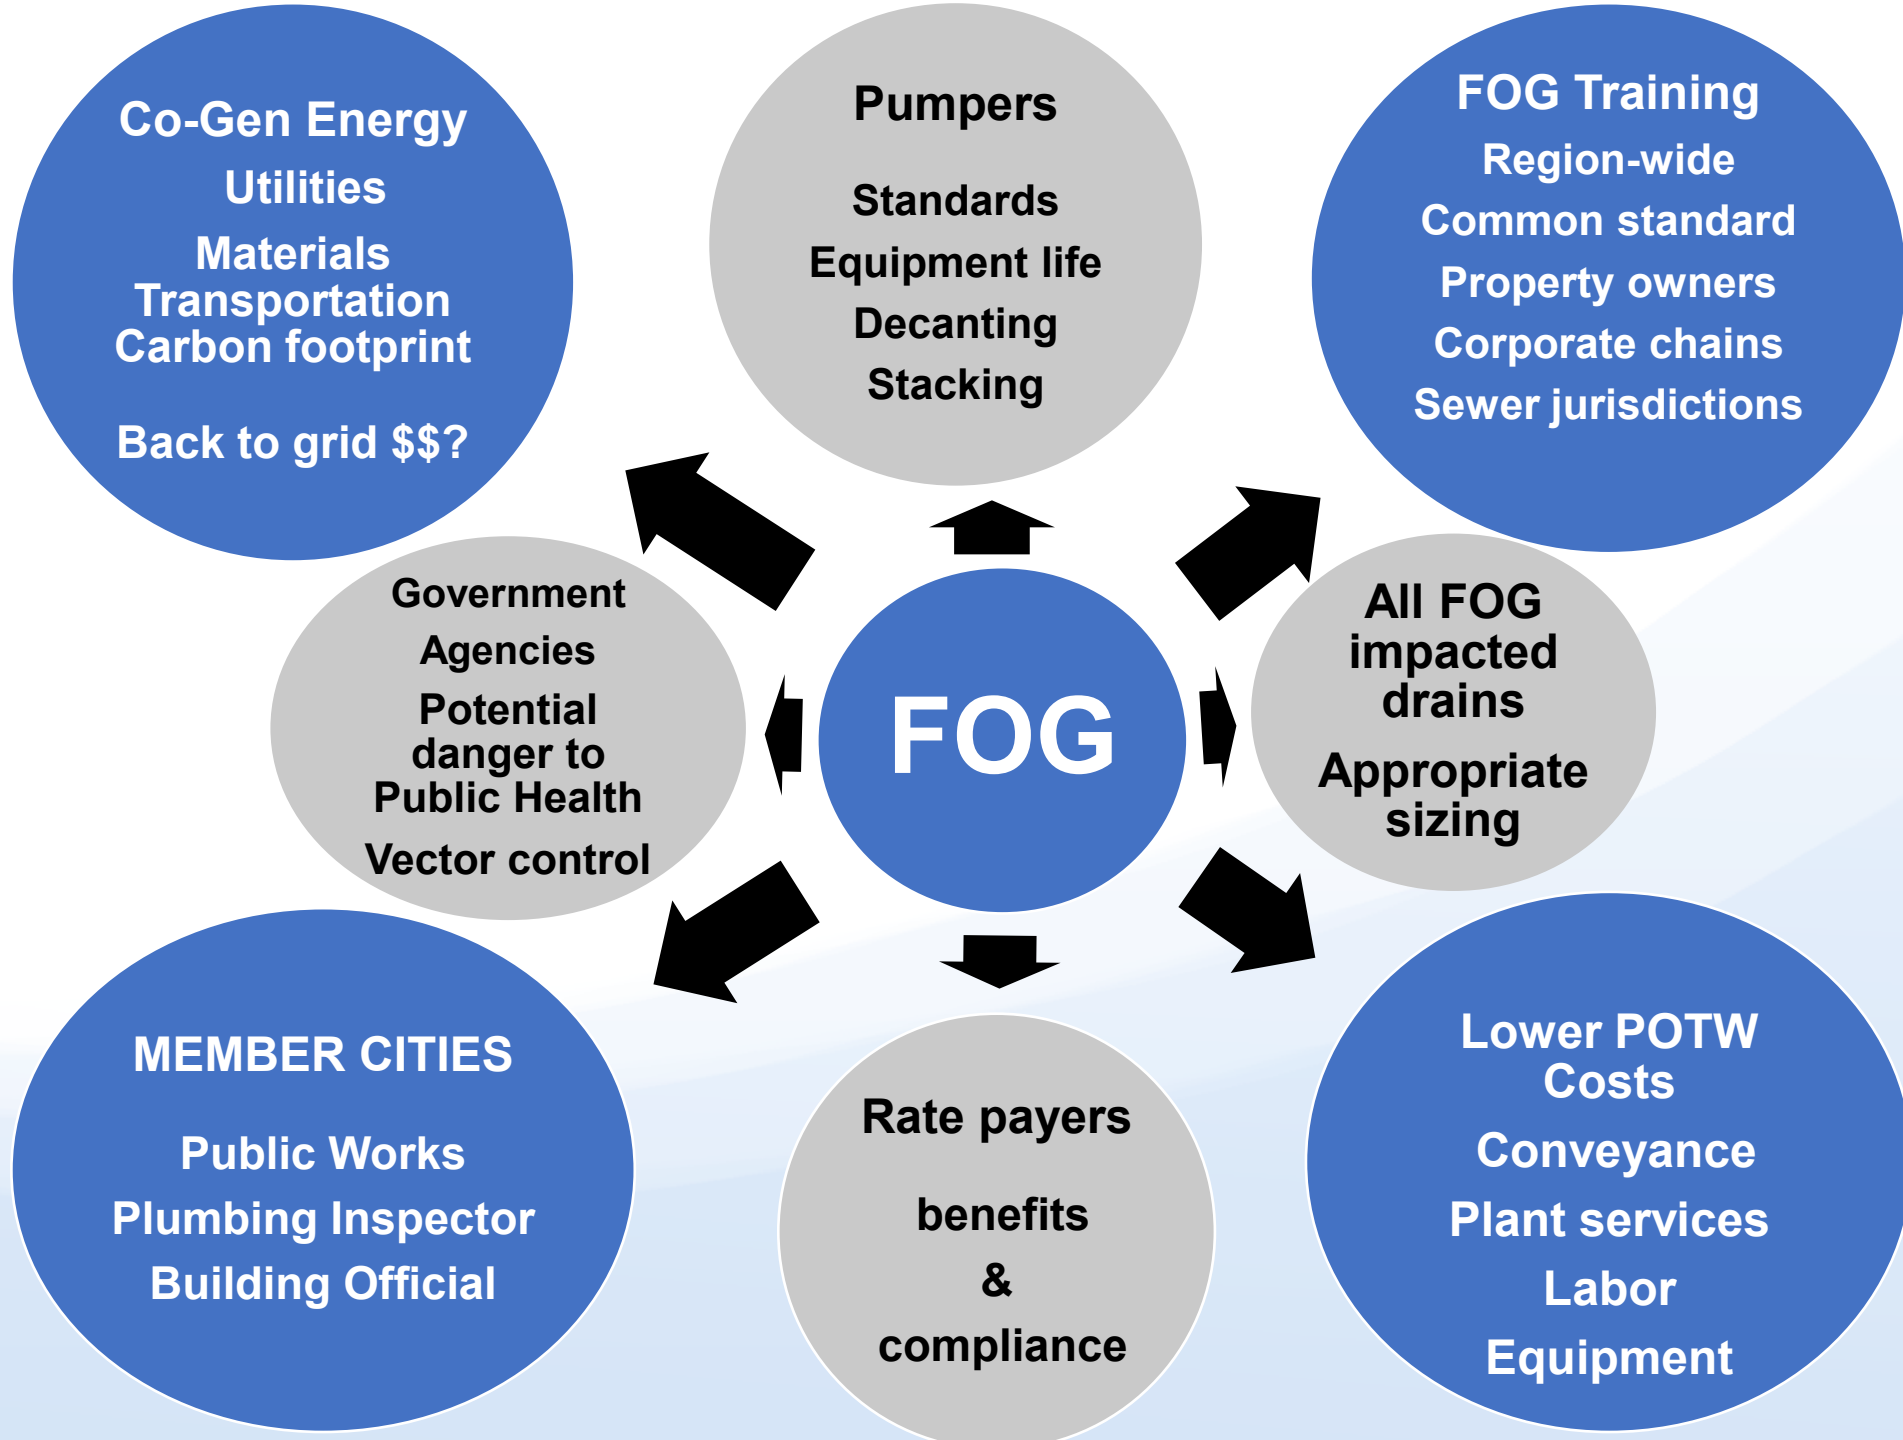 Co-Gen Energy
Utilities
Materials
Transportation
Carbon footprint
Back to grid $$?
Pumpers
Standards
Equipment life
Decanting
Stacking
FOG Training
Region-wide
Common standard
Property owners
Corporate chains
Sewer jurisdictions
Government
Agencies
Potential
danger to
Public Health
Vector control
FOG
All FOG
impacted
drains
Appropriate
sizing
MEMBER CITIES
Public Works
Plumbing Inspector
Building Official
Rate payers
benefits
&
compliance
Lower POTW
Costs
Conveyance
Plant services
Labor
Equipment